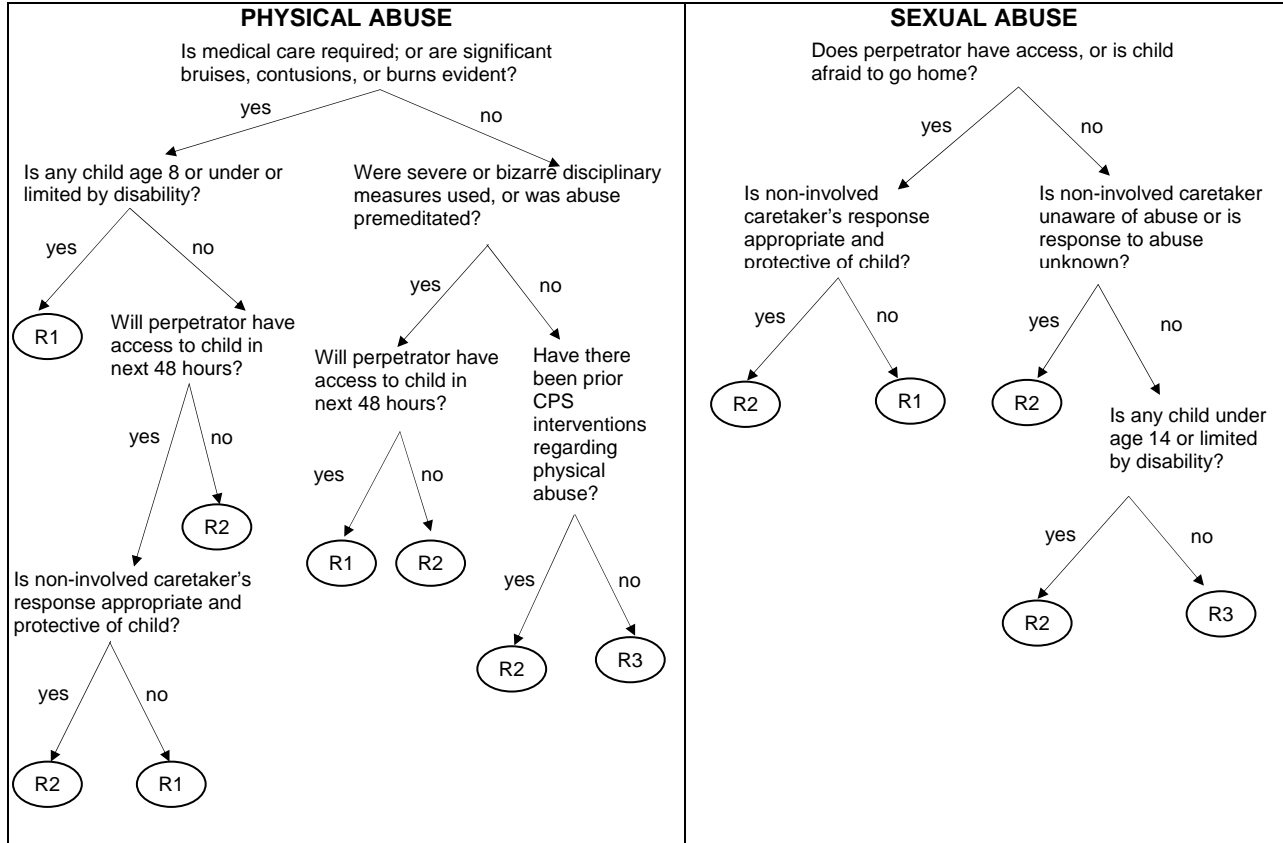 PHYSICAL ABUSE
Is medical care required; or are significant
bruises, contusions, or burns evident?
yes
no
Is any child age 8 or under or
limited by disability?
Were severe or bizarre disciplinary
measures used, or was abuse
premeditated?
yes
no
yes
no
R1
Will perpetrator have
access to child in
next 48 hours?
Will perpetrator have
access to child in
next 48 hours?
Have there
been prior
CPS
interventions
regarding
physical
abuse?
yes
no
yes
no
R2
R1
R2
Is non-involved caretaker’s
response appropriate and
protective of child?
yes
no
R2
R3
yes
no
R2
R1
SEXUAL ABUSE
Does perpetrator have access, or is child
afraid to go home?
yes
no
Is non-involved
caretaker’s response
appropriate and
protective of child?
Is non-involved caretaker
unaware of abuse or is
response to abuse
unknown?
yes
no
yes
no
R2
R1
R2
Is any child under
age 14 or limited
by disability?
yes
no
R2
R3